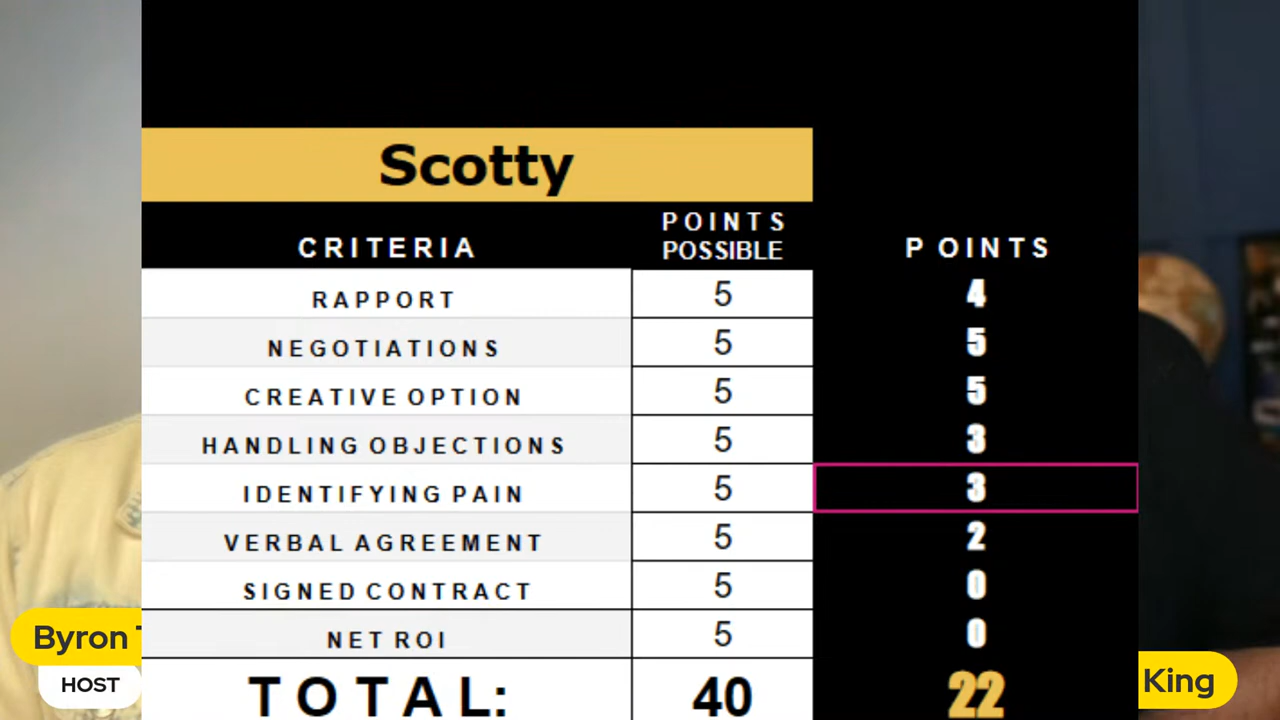 Scotty
CRITERIA
POINTS
POSSIBLE
POINTS
RAPPORT 5 4
NEGOTIATIONS 5 5
CREATIVE OPTION 5 5
HANDLING OBJECTIONS 5 3
IDENTIFYING PAIN 5 3
VERBAL AGREEMENT 5 2
SIGNED CONTRACT 5 0
NET ROI 5 0
TOTAL: 40 22
Byron
HOST
King